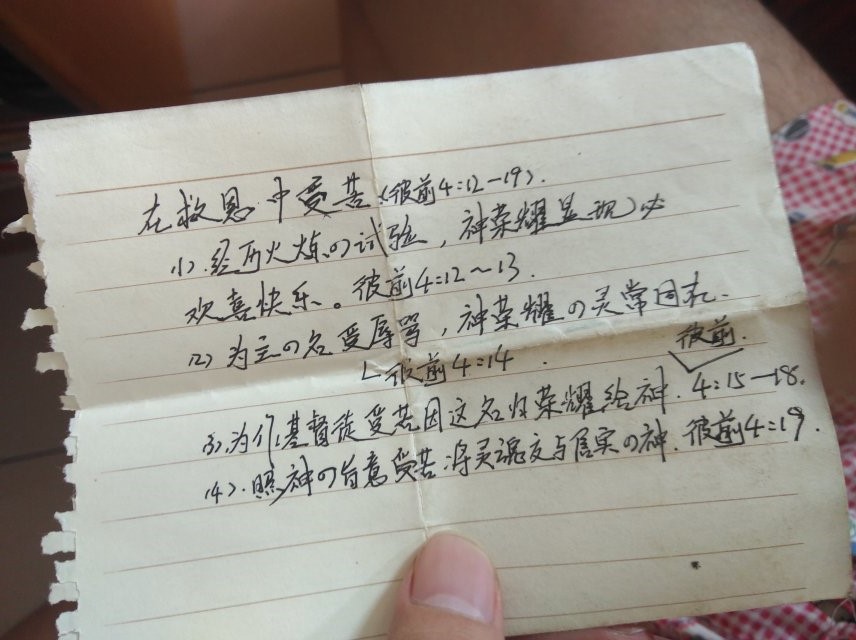 在救恩中受苦(彼前4:12-19).
(1).经历火煉の试验,神荣耀显现必
欢喜快乐。彼前4:12~13.
(2)为主の名受辱骂,神荣耀の灵常同在.
彼前4:14
彼前.
(3).为作基督徒受苦因这名归荣耀给神.4:15-18.
(4).照神の旨意受苦将灵魂交与信实の神.彼前4:19.